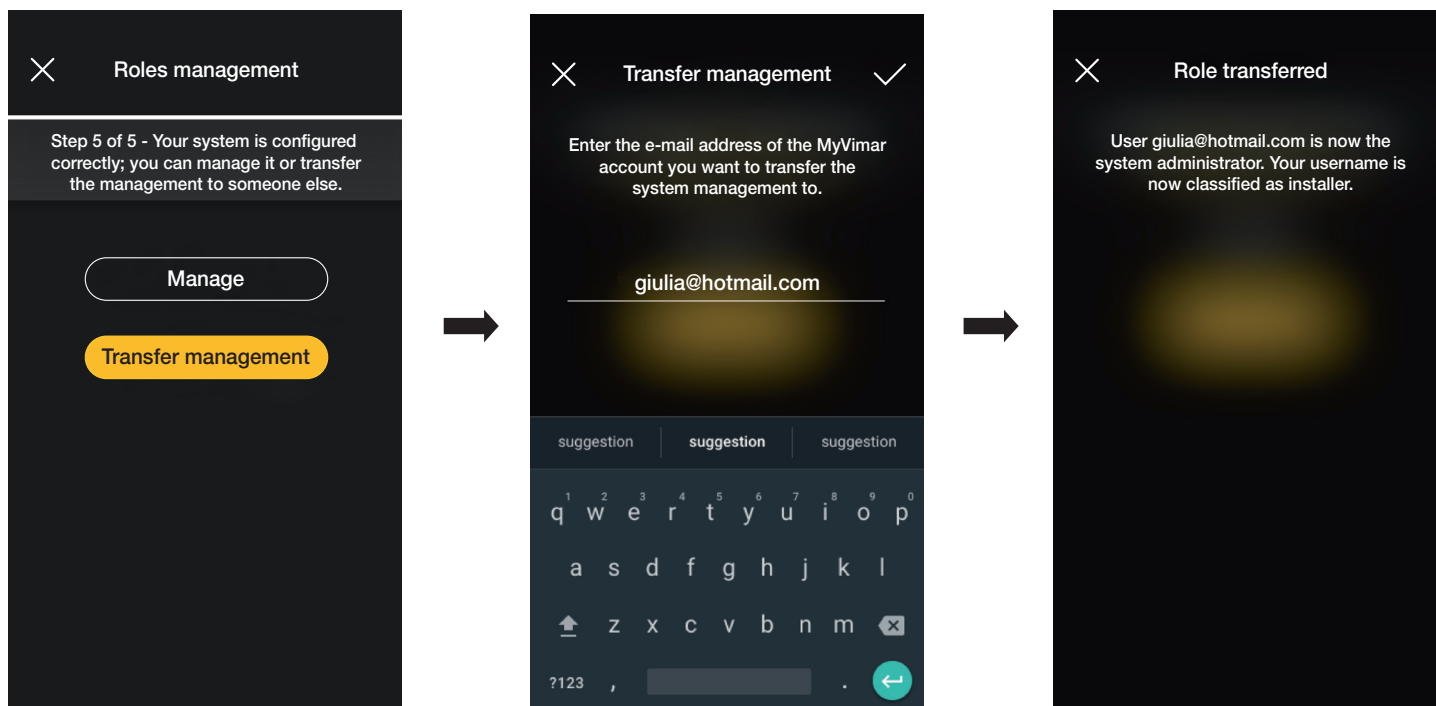 Roles management
Step 5 of 5 - Your system is configured
correctly; you can manage it or transfer
the management to someone else.
Manage
Transfer management
Transfer management
Enter the e-mail address of the MyVimar
account you want to transfer the
system management to.
giulia@hotmail.com
suggestion suggestion suggestion
1 2 3 4 5 6 7 8 9 0
q w e r t y u i o p
a s d f g h j k l
z x c v b n m
?123 , .
Role transferred
User giulia@hotmail.com is now the
system administrator. Your username is
now classified as installer.